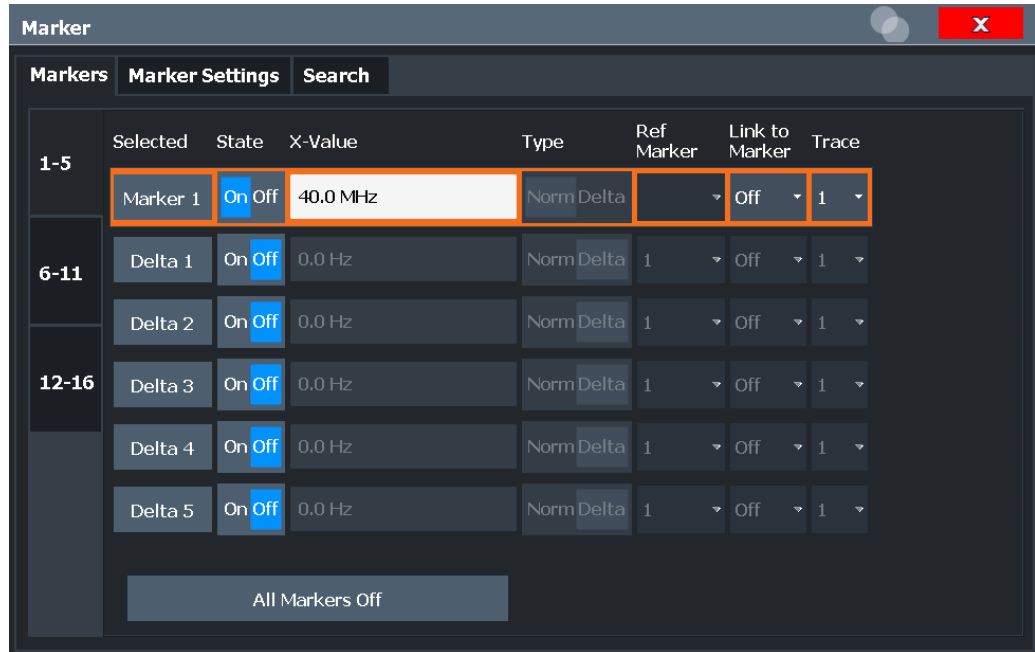 Marker X
Markers Marker Settings Search
1-5
6-11
12-16
Selected State X-Value Type Ref Marker Link to Marker Trace
Marker 1 On Off 40.0 MHz Norm Delta Off 1
Delta 1 On Off 0.0 Hz Norm Delta 1 Off 1
Delta 2 On Off 0.0 Hz Norm Delta 1 Off 1
Delta 3 On Off 0.0 Hz Norm Delta 1 Off 1
Delta 4 On Off 0.0 Hz Norm Delta 1 Off 1
Delta 5 On Off 0.0 Hz Norm Delta 1 Off 1
All Markers Off